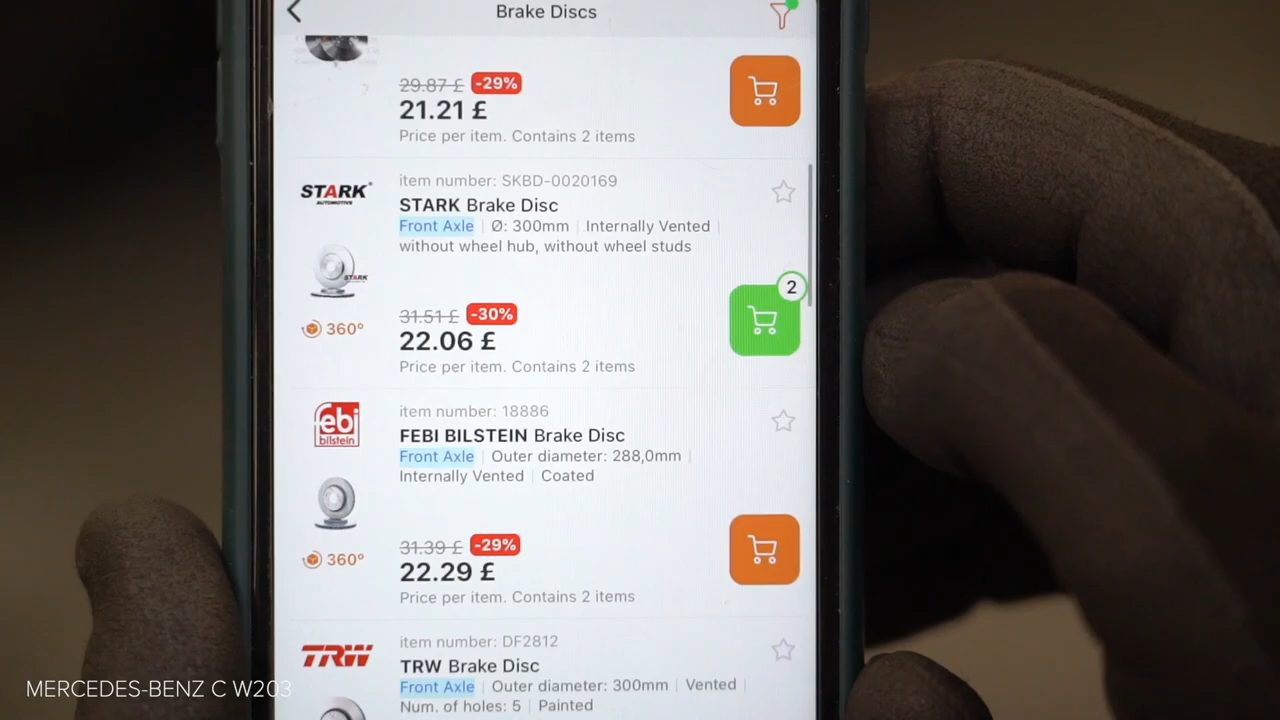 Brake Discs
29.87 £ -29%
21.21 £
Price per item. Contains 2 items
STARK
AUTOMOTIVE
item number: SKBD-0020169
STARK Brake Disc
Front Axle | Ø: 300mm | Internally Vented |
without wheel hub, without wheel studs
STARK
2
360°
31.51 £ -30%
22.06 £
Price per item. Contains 2 items
febi
bilstein
item number: 18886
FEBI BILSTEIN Brake Disc
Front Axle | Outer diameter: 288,0mm |
Internally Vented | Coated
360°
31.39 £ -29%
22.29 £
Price per item. Contains 2 items
TRW
item number: DF2812
TRW Brake Disc
Front Axle | Outer diameter: 300mm | Vented |
Num. of holes: 5 | Painted
MERCEDES-BENZ C W203